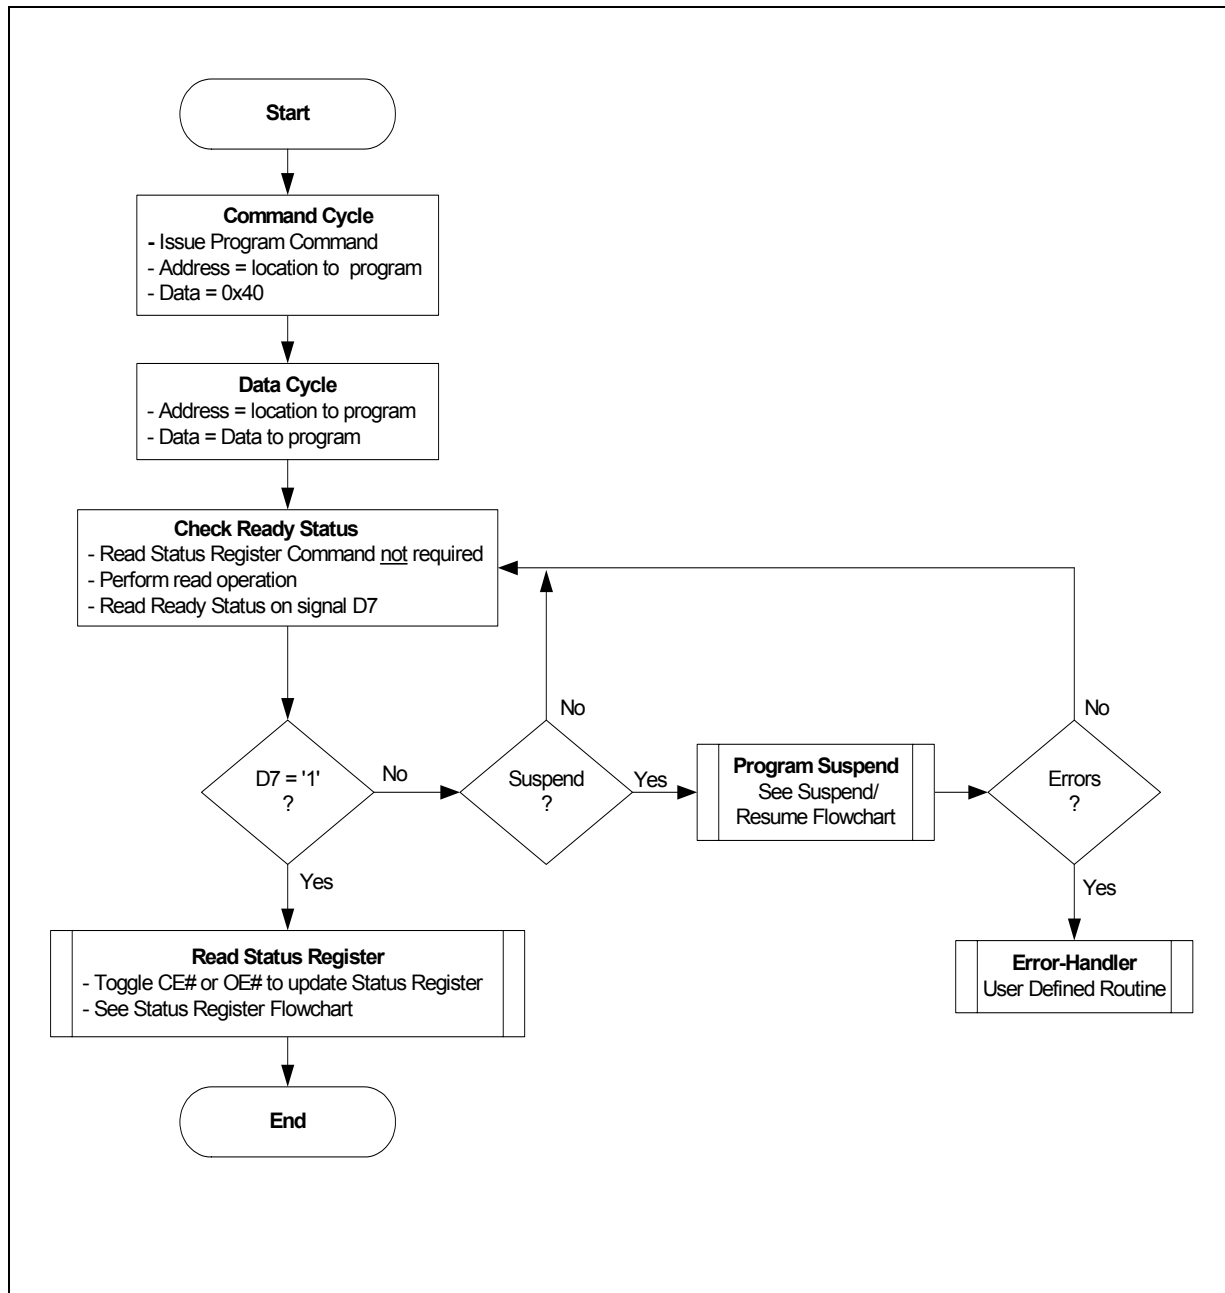 Start
Command Cycle
- Issue Program Command
- Address = location to program
- Data = 0x40
Data Cycle
- Address = location to program
- Data = Data to program
Check Ready Status
- Read Status Register Command not required
- Perform read operation
- Read Ready Status on signal D7
D7 = '1'
?
No
Yes
Suspend
?
No
Yes
Program Suspend
See Suspend/
Resume Flowchart
Errors
?
No
Yes
Error-Handler
User Defined Routine
Read Status Register
- Toggle CE# or OE# to update Status Register
- See Status Register Flowchart
End